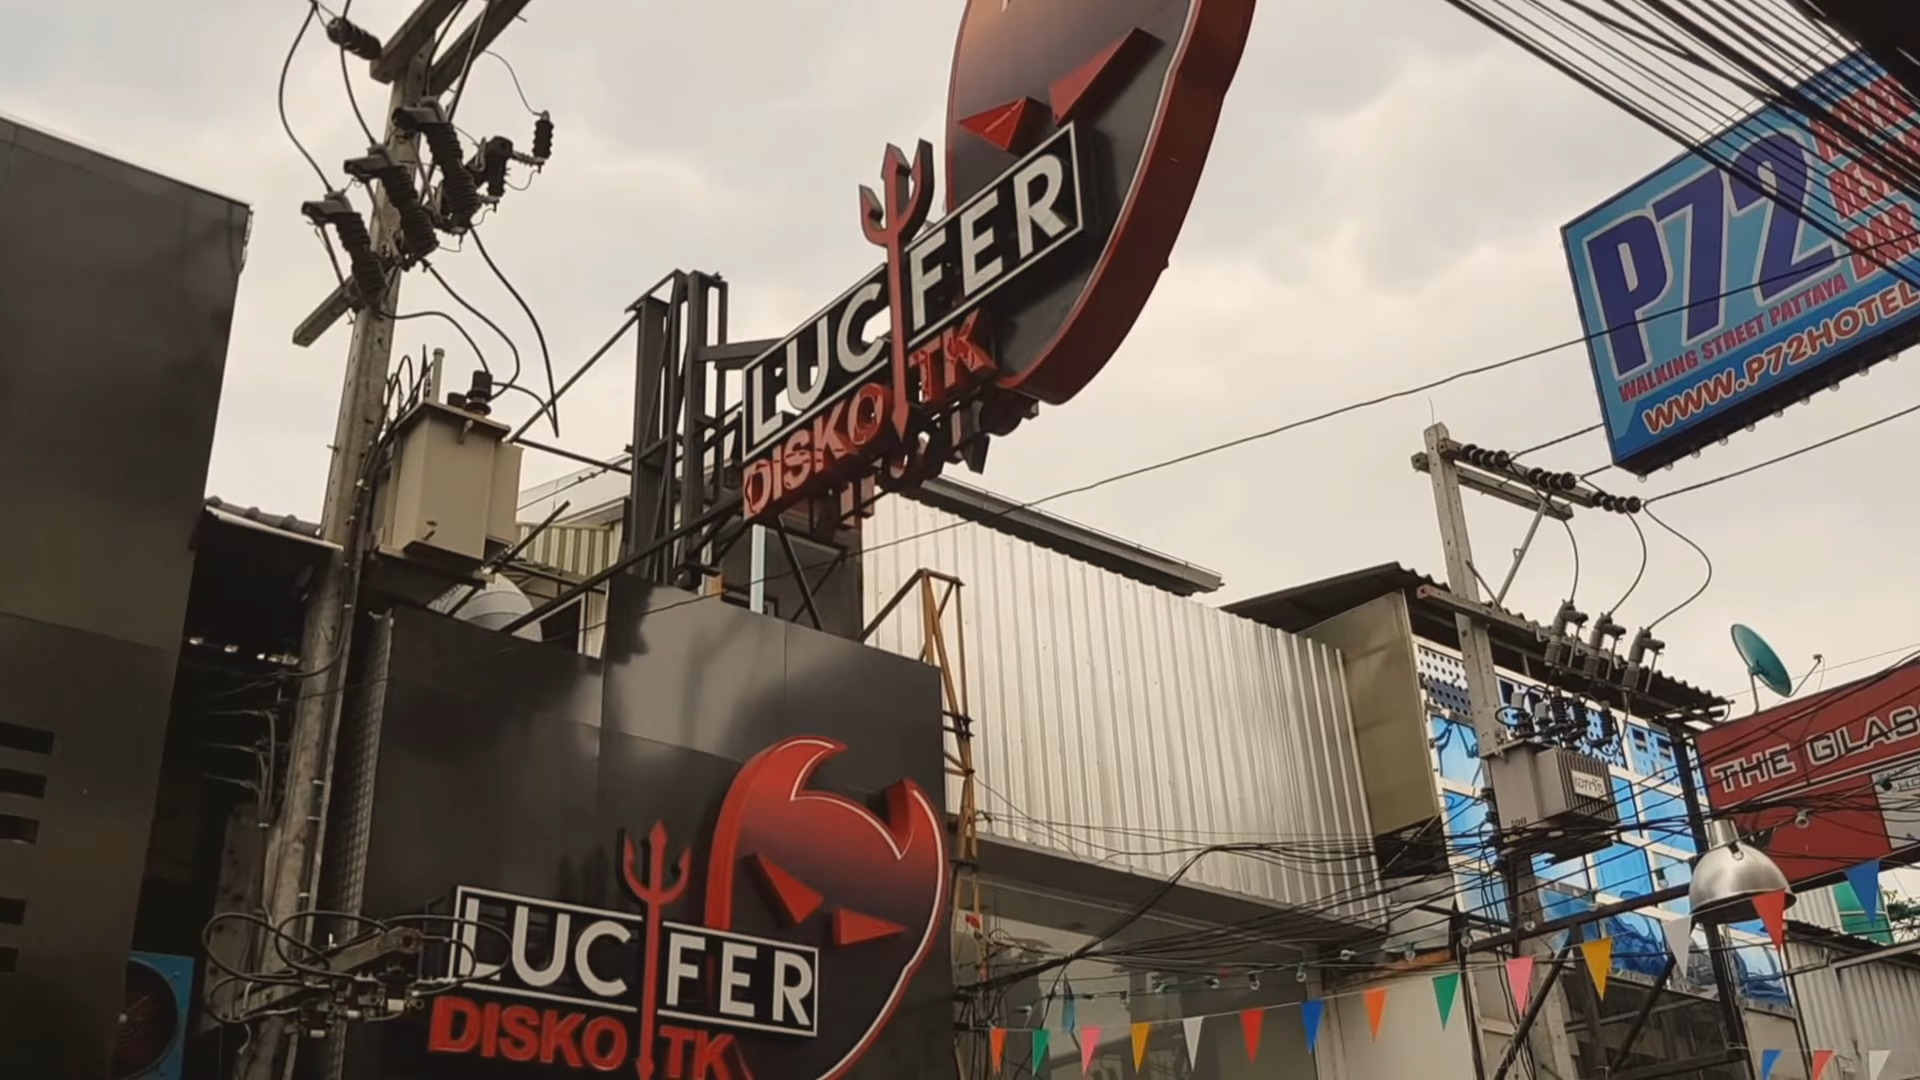 LUCIFER
DISKOTK
P72
WALKING STREET PATTAYA
WWW.P72HOTEL
THE GLAS
LUCIFER
DISKOTK